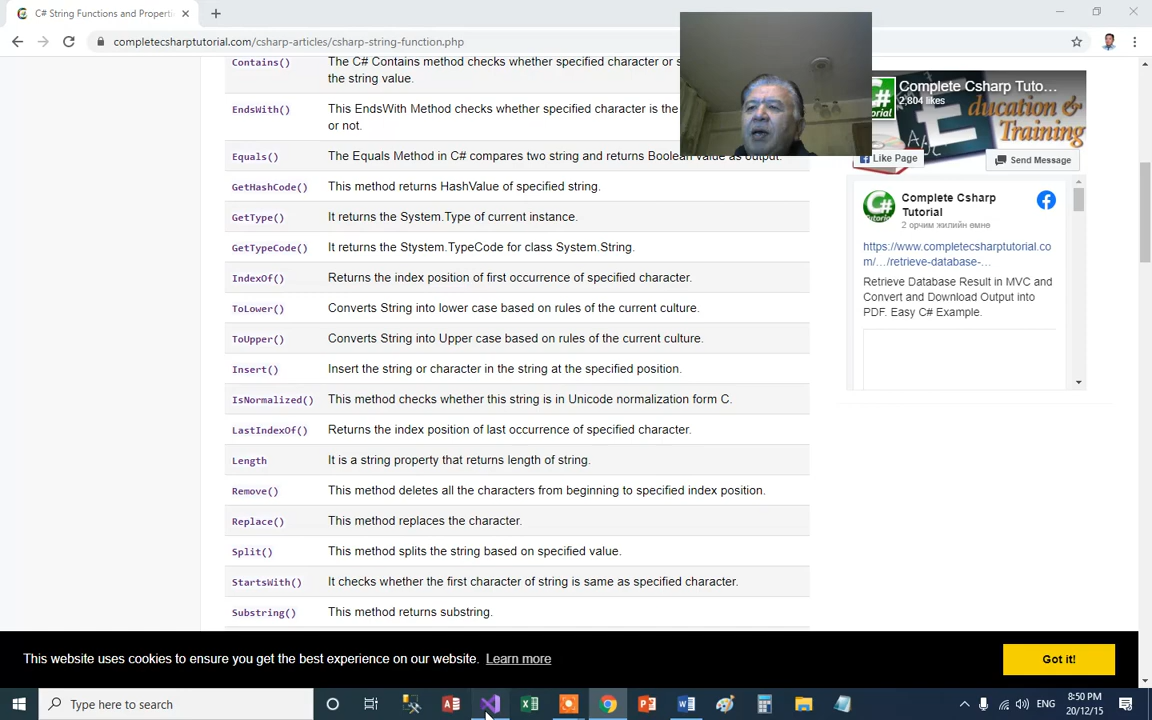 C# String Functions and Properti
completecsharptutorial.com/csharp-articles/csharp-string-function.php
Contains() The C# Contains method checks whether specified character or s
the string value.
EndsWith() This EndsWith Method checks whether specified character is the
or not.
Equals() The Equals Method in C# compares two string and returns Boolean value as output.
GetHashCode() This method returns HashValue of specified string.
GetType() It returns the System.Type of current instance.
GetTypeCode() It returns the Stystem.TypeCode for class System.String.
IndexOf() Returns the index position of first occurrence of specified character.
ToLower() Converts String into lower case based on rules of the current culture.
ToUpper() Converts String into Upper case based on rules of the current culture.
Insert() Insert the string or character in the string at the specified position.
IsNormalized() This method checks whether this string is in Unicode normalization form C.
LastIndexOf() Returns the index position of last occurrence of specified character.
Length It is a string property that returns length of string.
Remove() This method deletes all the characters from beginning to specified index position.
Replace() This method replaces the character.
Split() This method splits the string based on specified value.
StartsWith() It checks whether the first character of string is same as specified character.
Substring() This method returns substring.
Complete Csharp Tuto…
2,804 likes
ducation &
Training
Like Page
Send Message
Complete Csharp
Tutorial
2 орчим жилийн өмнө
https://www.completecsharptutorial.co
m/…/retrieve-database-…
Retrieve Database Result in MVC and
Convert and Download Output into
PDF. Easy C# Example.
This website uses cookies to ensure you get the best experience on our website. Learn more
Got it!
Type here to search
ENG
8:50 PM
20/12/15